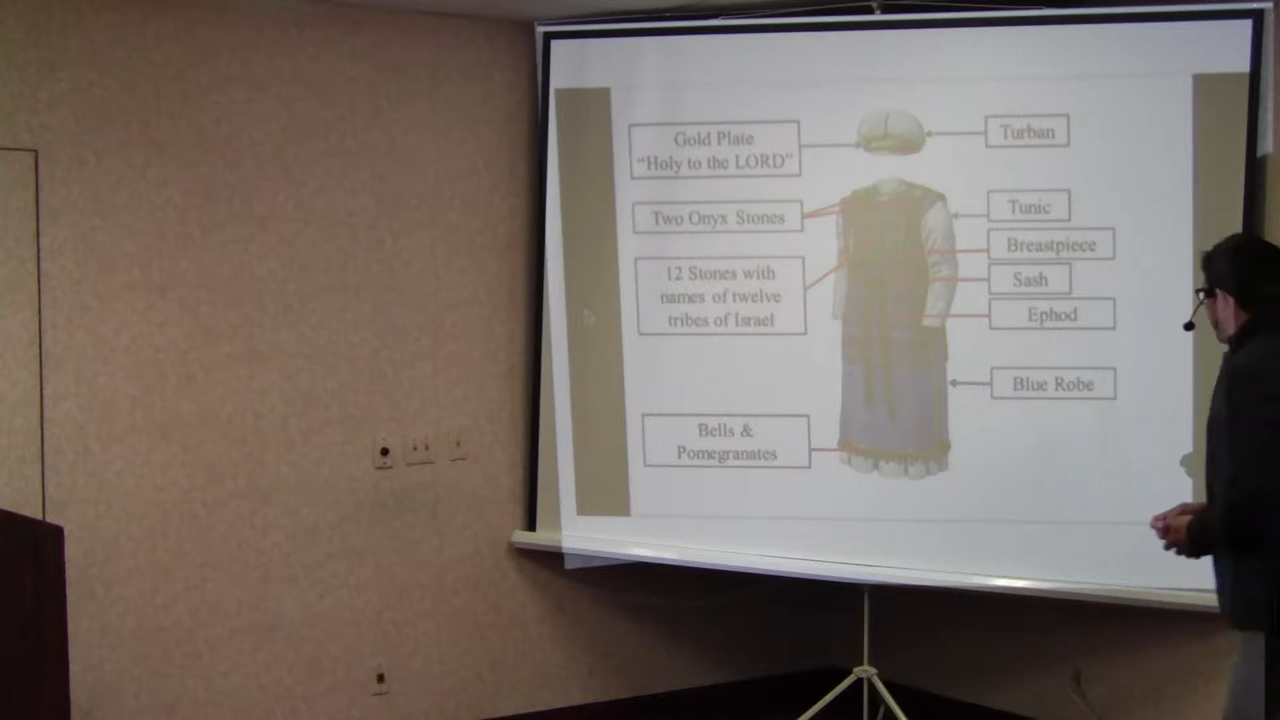 Gold Plate
“Holy to the LORD”
Turban
Two Onyx Stones
Tunic
Breastpiece
12 Stones with
names of twelve
tribes of Israel
Sash
Ephod
Blue Robe
Bells &
Pomegranates